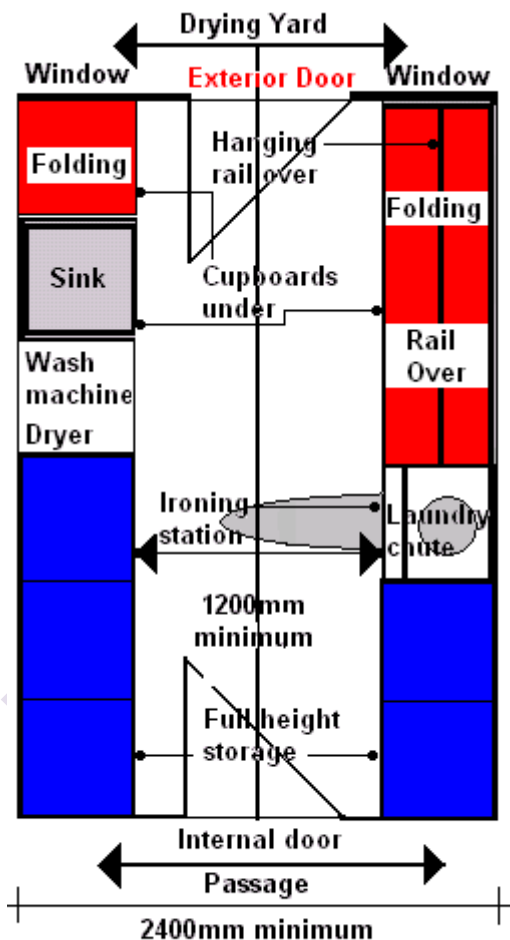 Drying Yard
Window
Exterior Door
Window
Hanging
rail over
Folding
Folding
Sink
Cupboards
under
Rail
Over
Wash
machine
Dryer
Ironing
station
Laundry
chute
1200mm
minimum
Full height
storage
Internal door
Passage
2400mm minimum